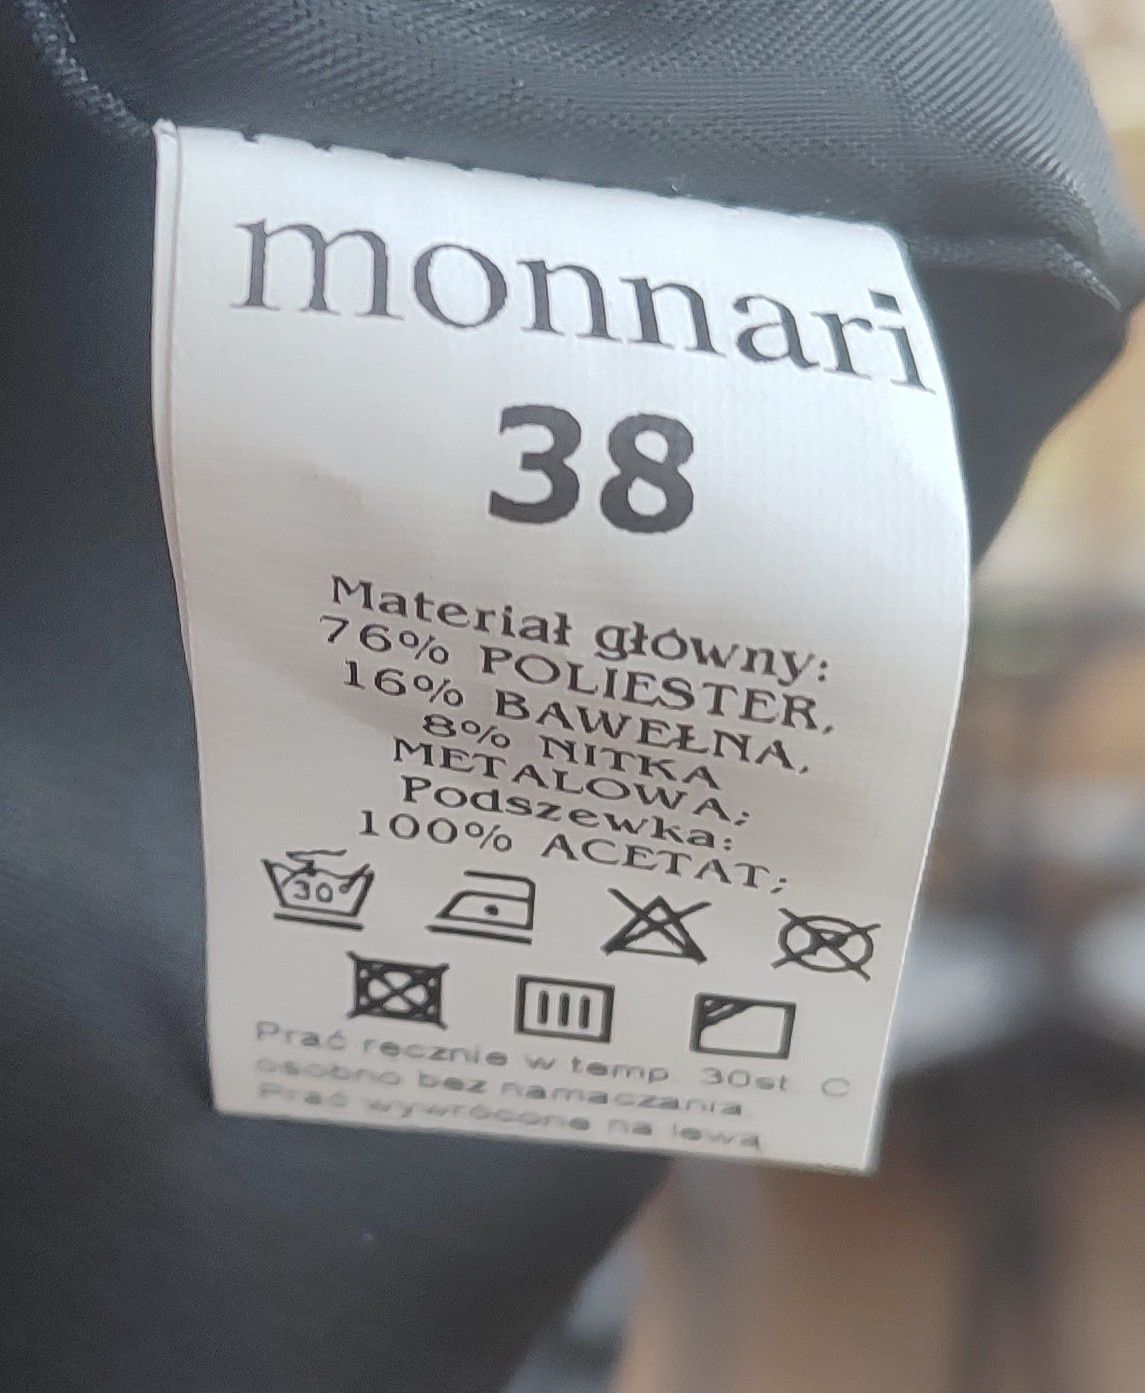 monnari
38
Materiał główny:
76% POLIESTER,
16% BAWEŁNA,
8% NITKA
METALOWA;
Podszewka:
100% ACETAT;
30°
Prać ręcznie w temp. 30st. C
osobno bez namaczania
Prać wywrócone na lewą